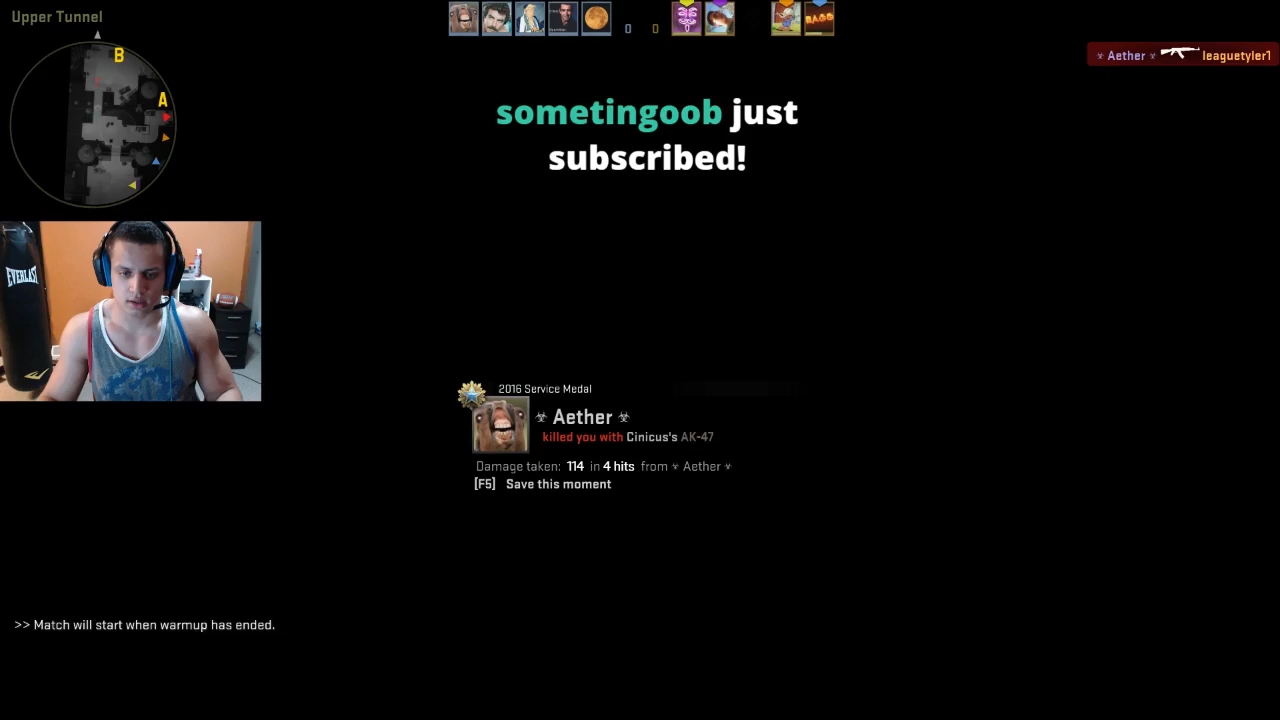 Upper Tunnel
B
A
0 0
☣ Aether ☣ leaguetyler1
sometingoob just
subscribed!
EVERLAST
2016 Service Medal
☣ Aether ☣
killed you with Cinicus's AK-47
Damage taken: 114 in 4 hits from ☣ Aether ☣
[F5] Save this moment
>> Match will start when warmup has ended.